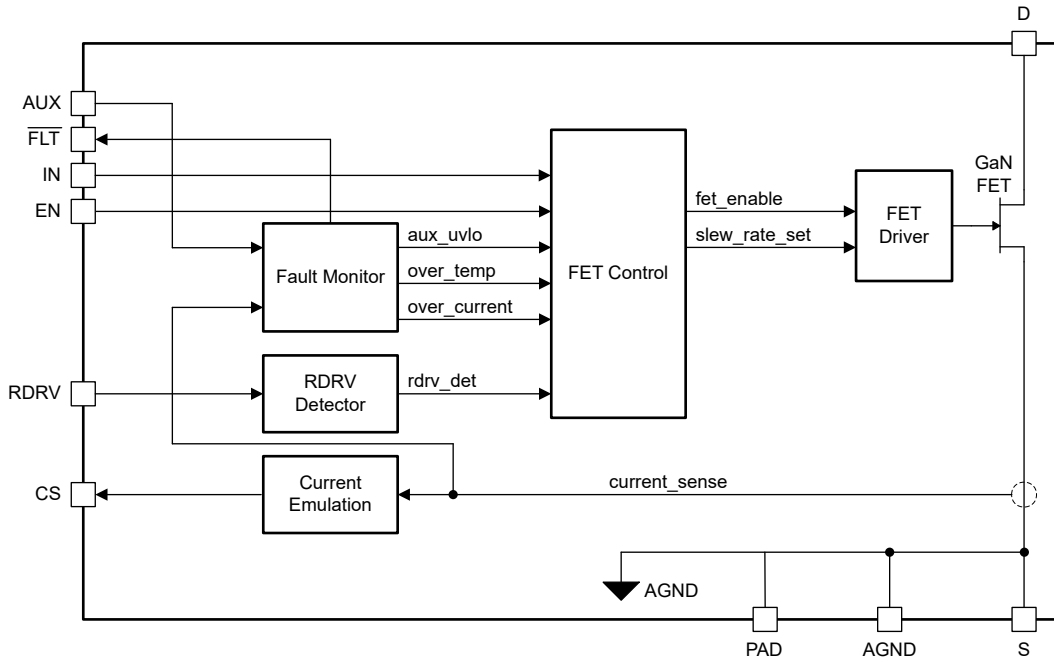 D
AUX
FLT
IN
EN
GaN
FET
fet_enable
slew_rate_set
FET
Driver
aux_uvlo
over_temp
over_current
Fault Monitor
FET Control
RDRV
RDRV
Detector
rdrv_det
CS
Current
Emulation
current_sense
AGND
PAD
AGND
S